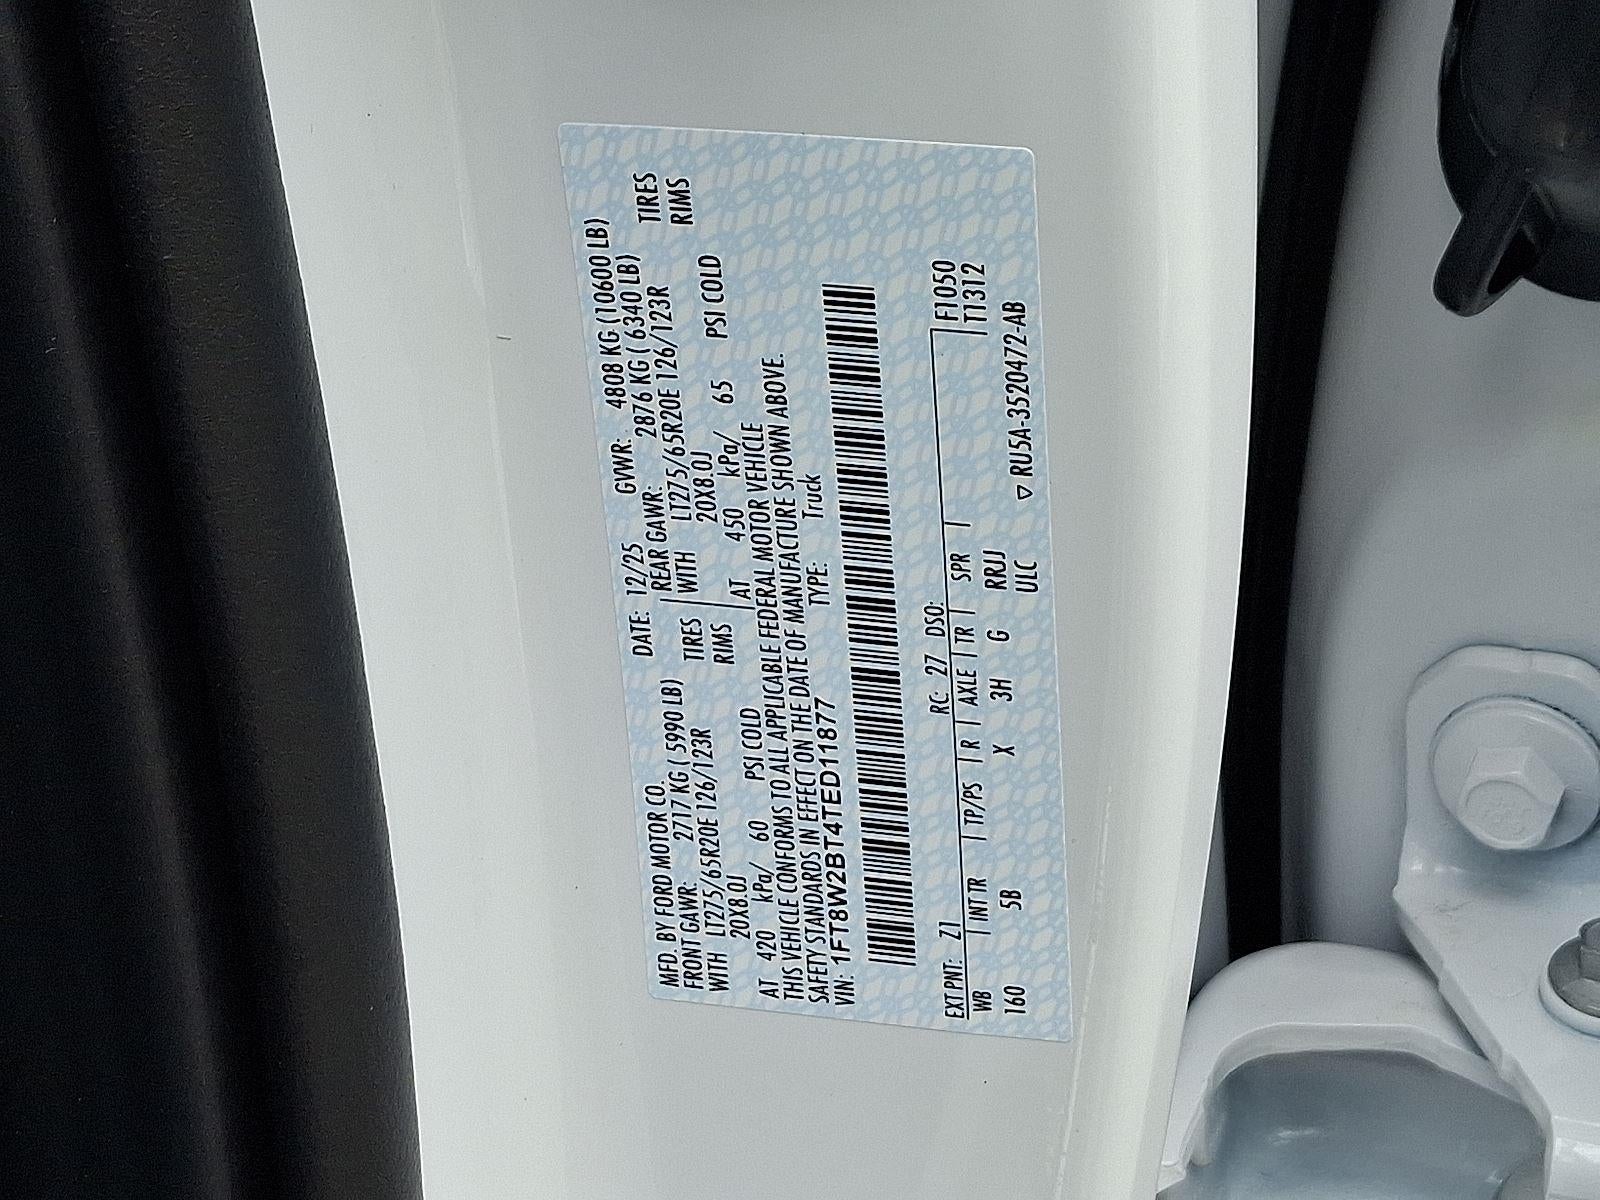 MFD. BY FORD MOTOR CO. DATE: 12/25 GVWR: 4808 KG (10600 LB)
FRONT GAWR: 2717 KG ( 5990 LB) REAR GAWR: 2876 KG ( 6340 LB)
WITH LT275/65R20E 126/123R TIRES WITH LT275/65R20E 126/123R TIRES
20X8.0J RIMS 20X8.0J RIMS
AT 420 kPa/ 60 PSI COLD AT 450 kPa/ 65 PSI COLD
THIS VEHICLE CONFORMS TO ALL APPLICABLE FEDERAL MOTOR VEHICLE
SAFETY STANDARDS IN EFFECT ON THE DATE OF MANUFACTURE SHOWN ABOVE.
VIN: 1FT8W2BT4TED11877 TYPE: Truck
EXT PNT: Z1 RC: 27 DSO: F1050
WB INT TR TP/PS R AXLE TR SPR T1312
160 5B X 3H G RRJJ
ULC ▽ RU5A-3520472-AB